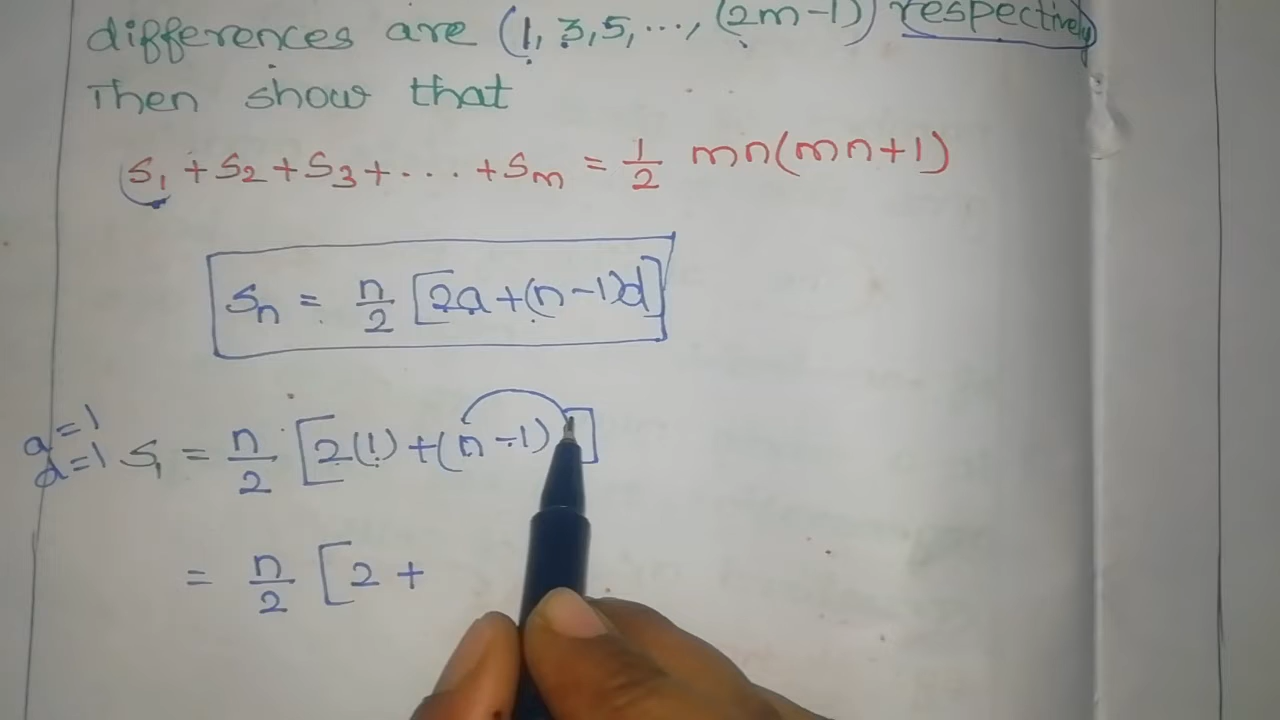 differences are (1, 3, 5, ..., (2m-1)) respectively
Then show that
S₁ + S₂ + S₃ + ... + Sₘ = 1/2 mn(mn+1)
Sₙ = n/2 [2a+(n-1)d]
a=1
d=1 S₁ = n/2 [2(1)+(n-1) ]
= n/2 [2 +